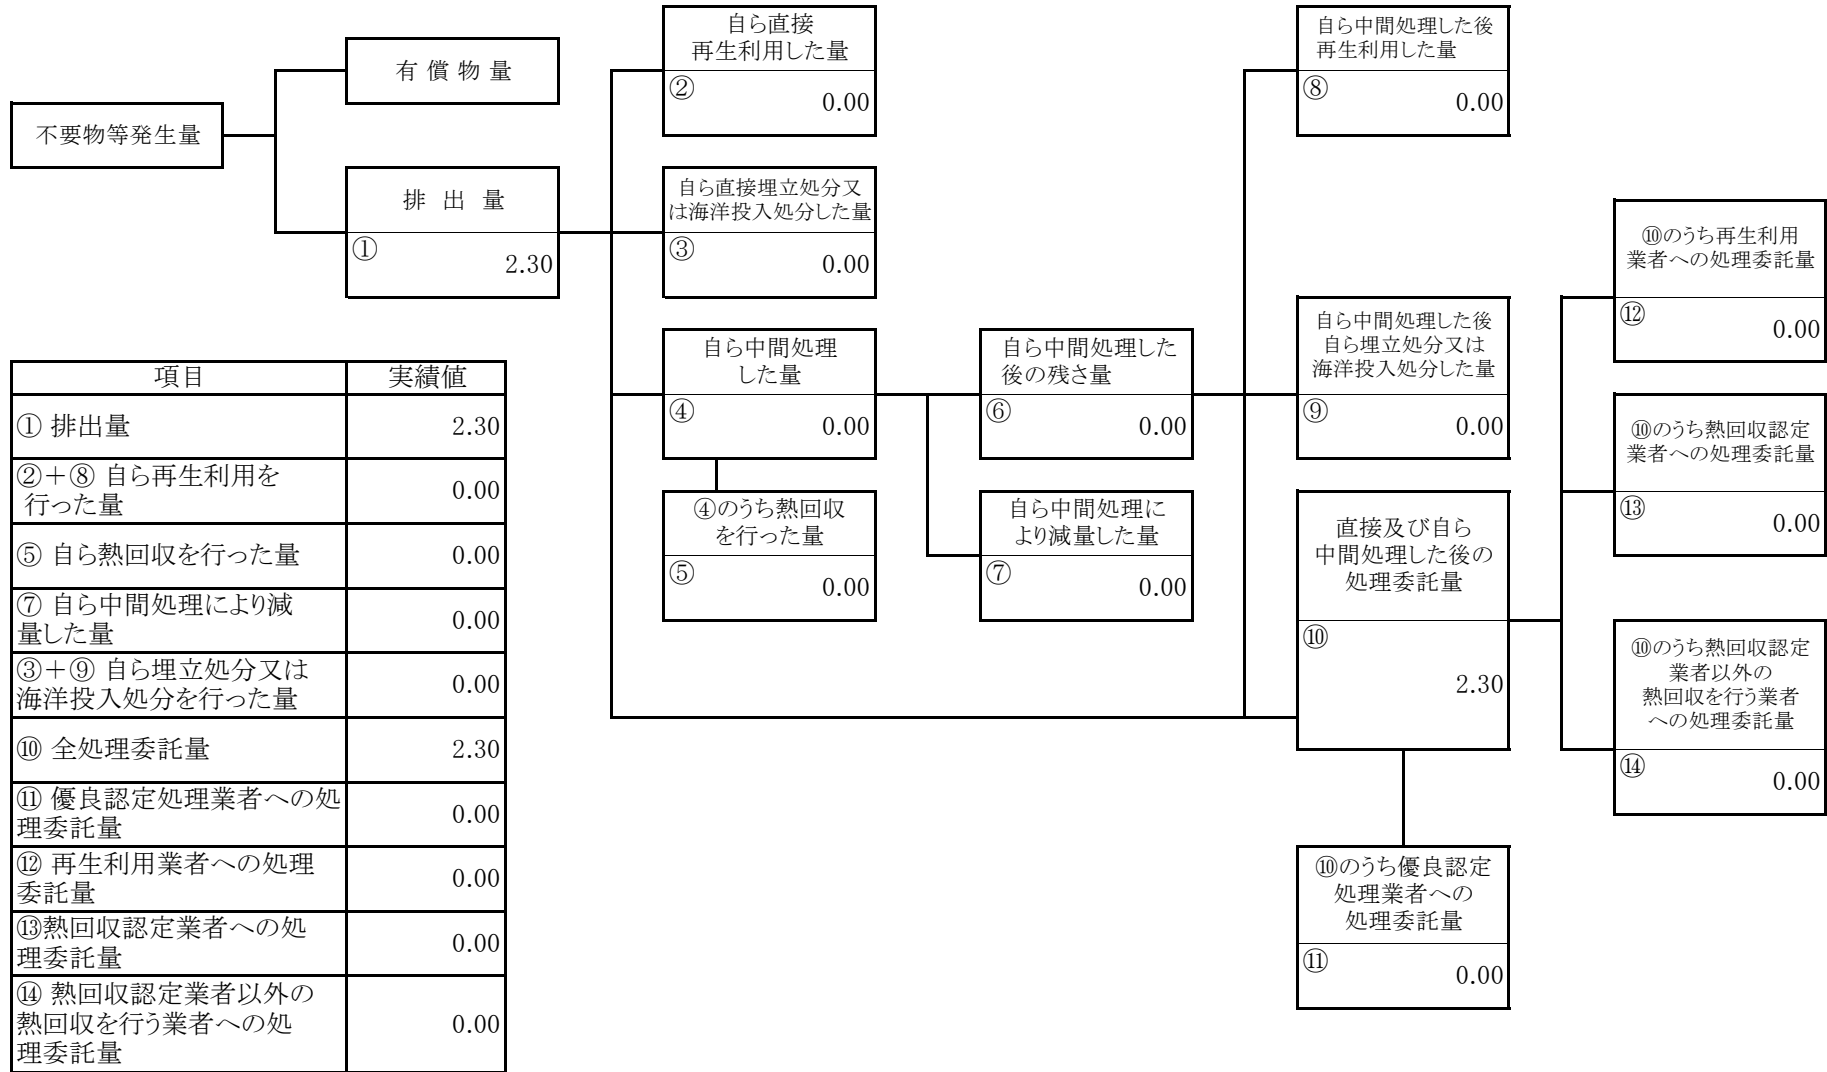 不要物等発生量
有 償 物 量
排 出 量
①
2.30
自ら直接
再生利用した量
②
0.00
自ら直接埋立処分又
は海洋投入処分した量
③
0.00
自ら中間処理
した量
④
0.00
④のうち熱回収
を行った量
⑤
0.00
自ら中間処理した
後の残さ量
⑥
0.00
自ら中間処理に
より減量した量
⑦
0.00
自ら中間処理した後
再生利用した量
⑧
0.00
自ら中間処理した後
自ら埋立処分又は
海洋投入処分した量
⑨
0.00
直接及び自ら
中間処理した後の
処理委託量
⑩
2.30
⑩のうち優良認定
処理業者への
処理委託量
⑪
0.00
⑩のうち再生利用
業者への処理委託量
⑫
0.00
⑩のうち熱回収認定
業者への処理委託量
⑬
0.00
⑩のうち熱回収認定
業者以外の
熱回収を行う業者
への処理委託量
⑭
0.00
項目 実績値
① 排出量 2.30
②＋⑧ 自ら再生利用を
行った量 0.00
⑤ 自ら熱回収を行った量 0.00
⑦ 自ら中間処理により減
量した量 0.00
③＋⑨ 自ら埋立処分又は
海洋投入処分を行った量 0.00
⑩ 全処理委託量 2.30
⑪ 優良認定処理業者への処
理委託量 0.00
⑫ 再生利用業者への処理
委託量 0.00
⑬熱回収認定業者への処
理委託量 0.00
⑭ 熱回収認定業者以外の
熱回収を行う業者への処
理委託量 0.00